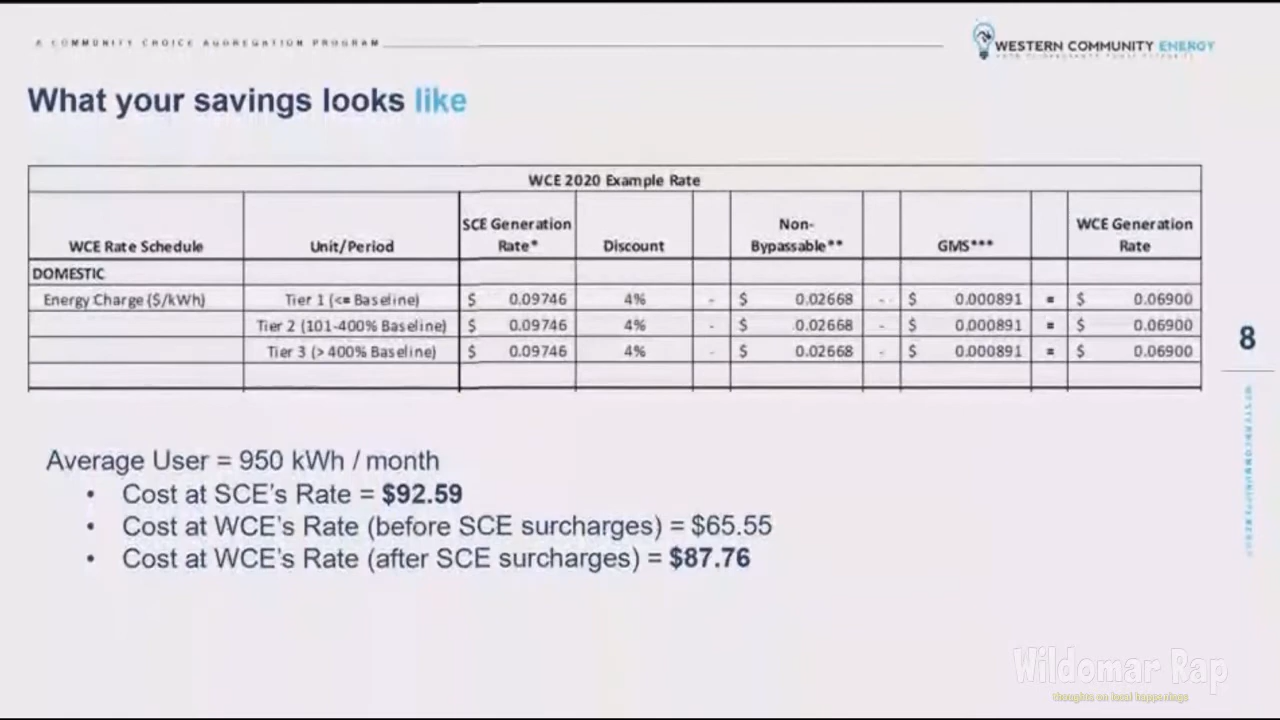 A COMMUNITY CHOICE AGGREGATION PROGRAM
WESTERN COMMUNITY ENERGY
What your savings looks like
WCE 2020 Example Rate
WCE Rate Schedule Unit/Period SCE Generation Rate* Discount Non-Bypassable** GMS*** WCE Generation Rate
DOMESTIC
Energy Charge ($/kWh) Tier 1 (<= Baseline) $ 0.09746 4% - $ 0.02668 - $ 0.000891 = $ 0.06900
Tier 2 (101-400% Baseline) $ 0.09746 4% - $ 0.02668 - $ 0.000891 = $ 0.06900
Tier 3 (> 400% Baseline) $ 0.09746 4% - $ 0.02668 - $ 0.000891 = $ 0.06900
8
Average User = 950 kWh / month
• Cost at SCE's Rate = $92.59
• Cost at WCE's Rate (before SCE surcharges) = $65.55
• Cost at WCE's Rate (after SCE surcharges) = $87.76
Wildomar Rap
thoughts on local happenings